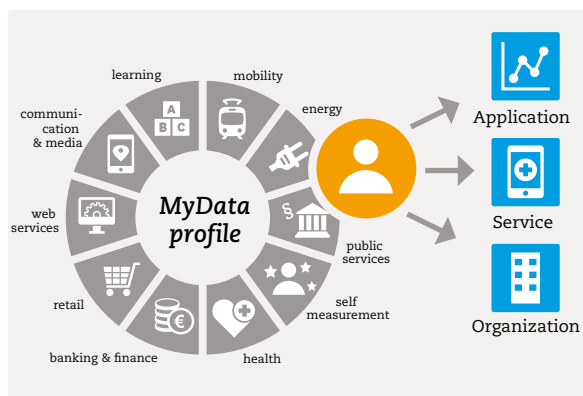 learning
mobility
energy
communi-
cation
& media
A
B C
web
services
MyData
profile
§
public
services
retail
self
measurement
€
banking & finance
health
Application
Service
Organization